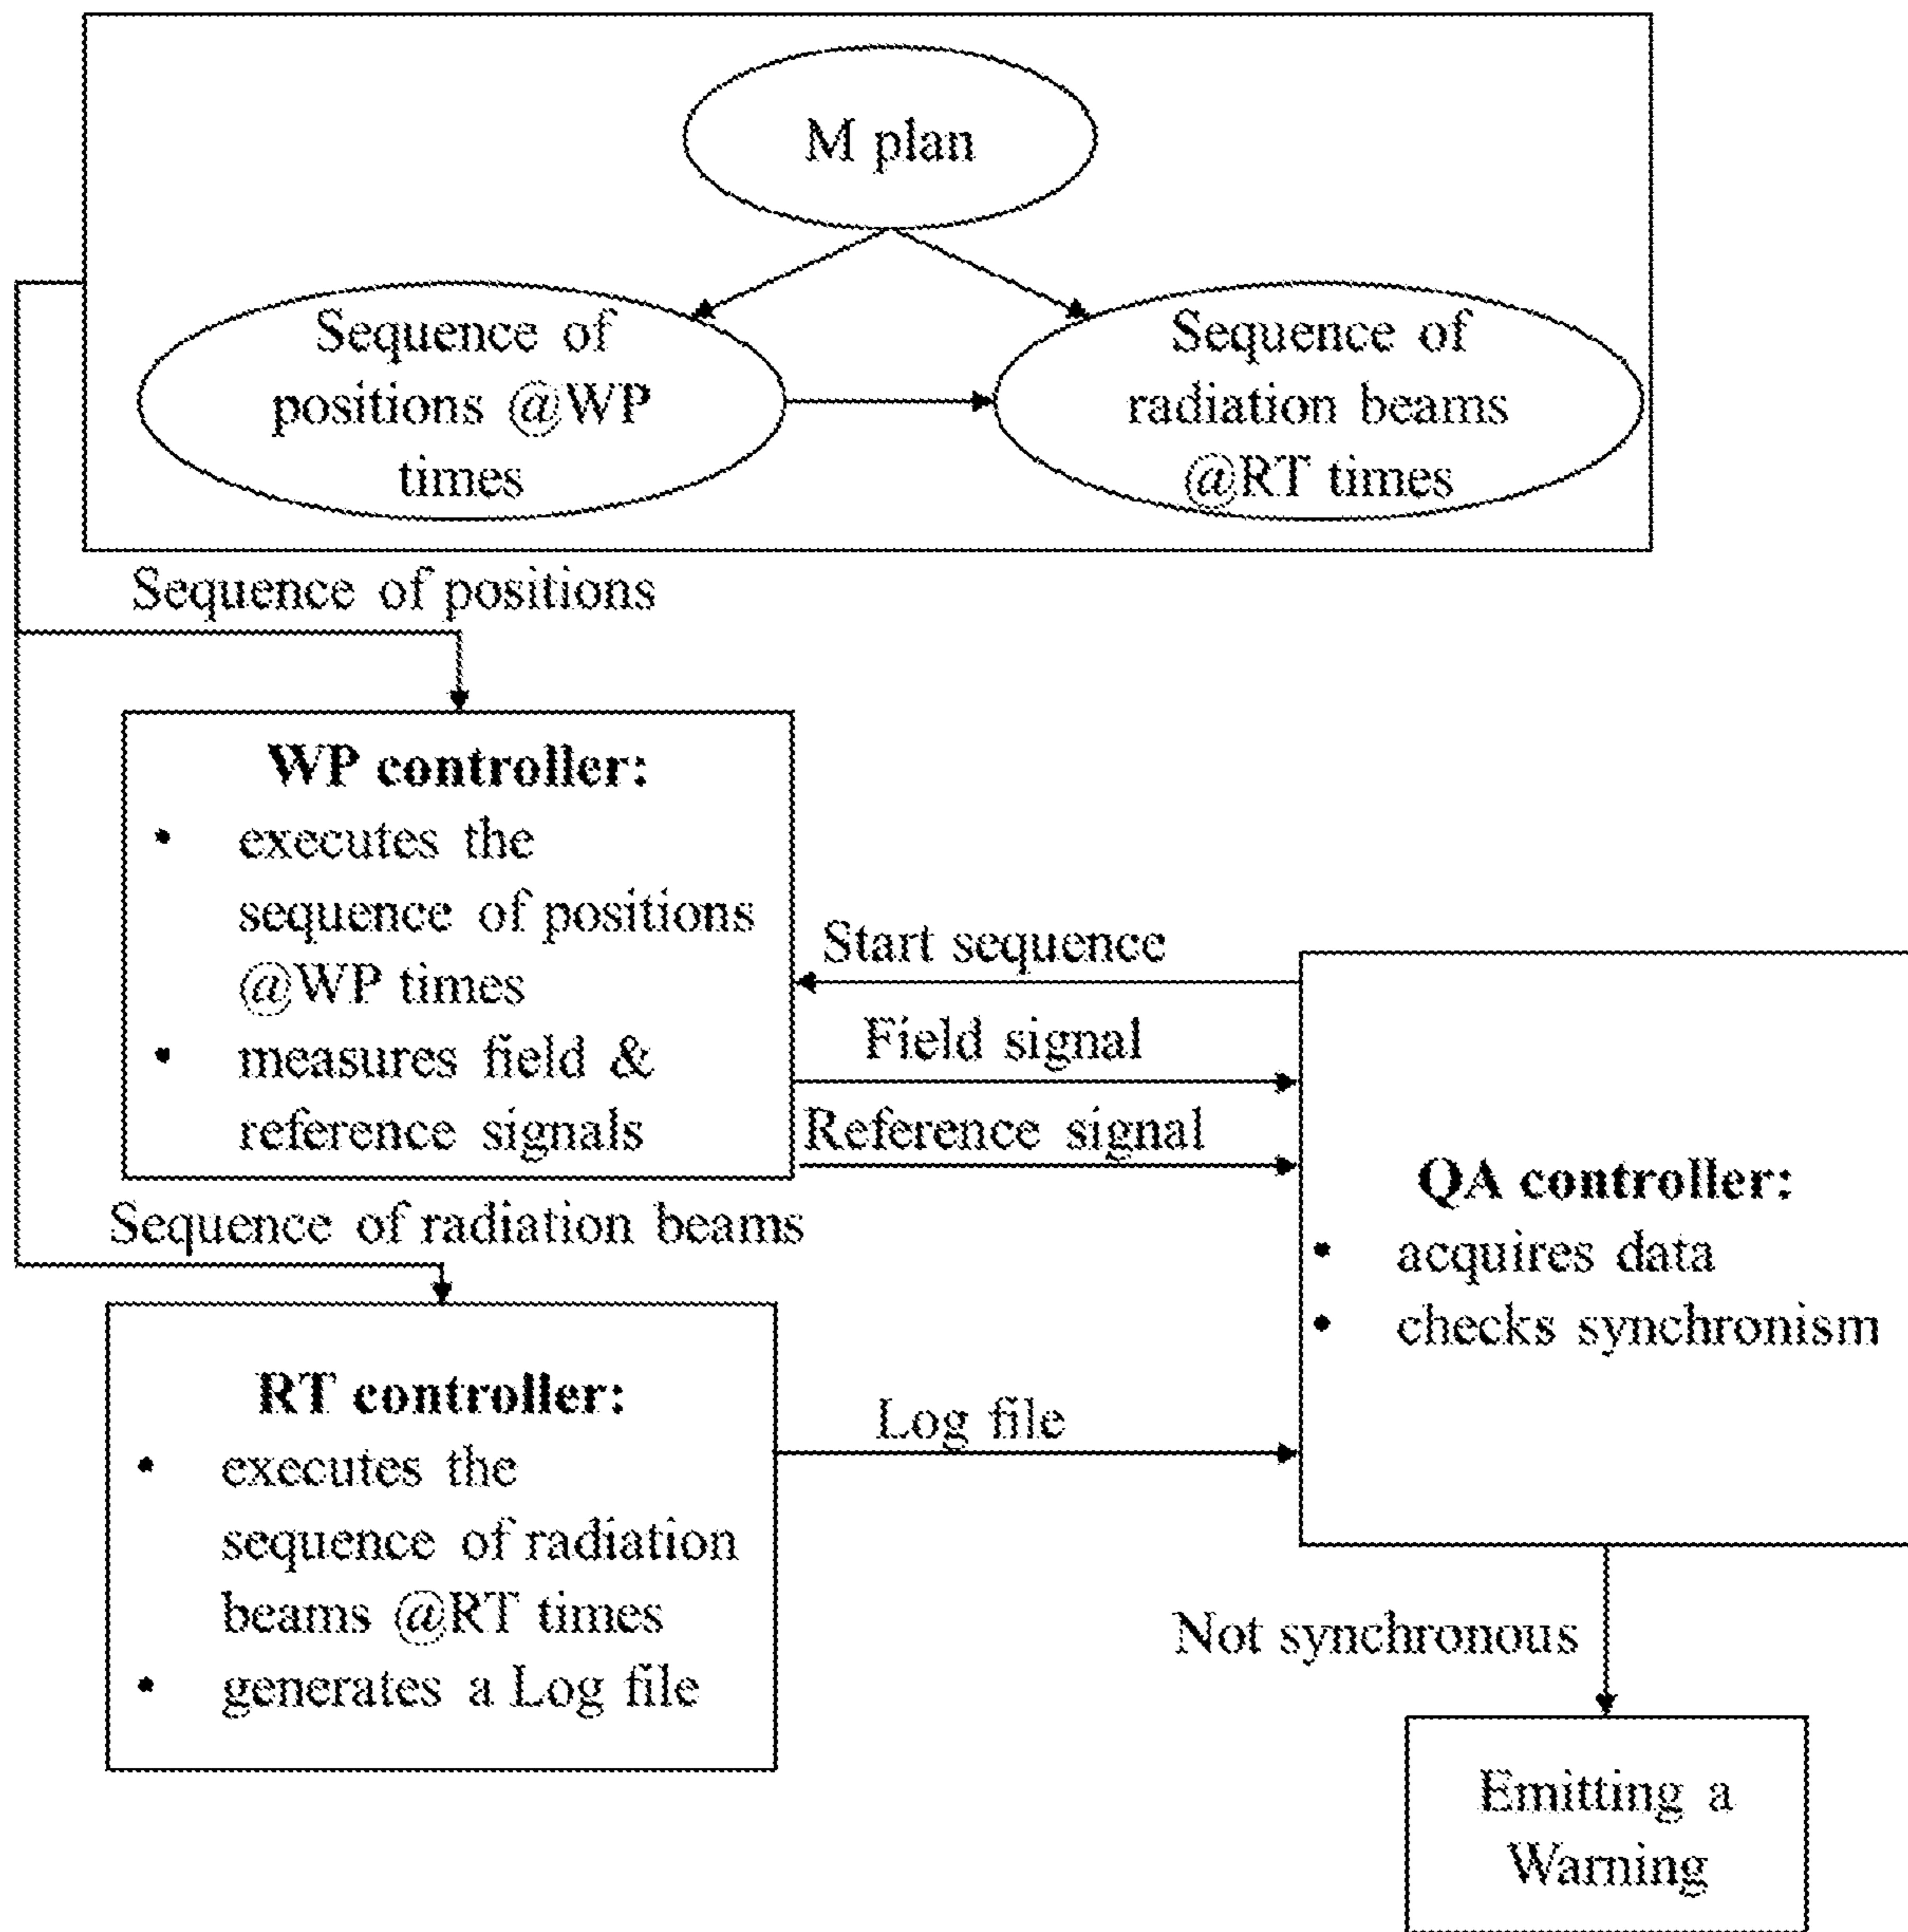 M plan
Sequence of
positions @WP
times
Sequence of
radiation beams
@RT times
Sequence of positions
WP controller:
• executes the
sequence of positions
@WP times
• measures field &
reference signals
Start sequence
Field signal
Reference signal
QA controller:
• acquires data
• checks synchronism
Sequence of radiation beams
RT controller:
• executes the
sequence of radiation
beams @RT times
• generates a Log file
Log file
Not synchronous
Emitting a
Warning